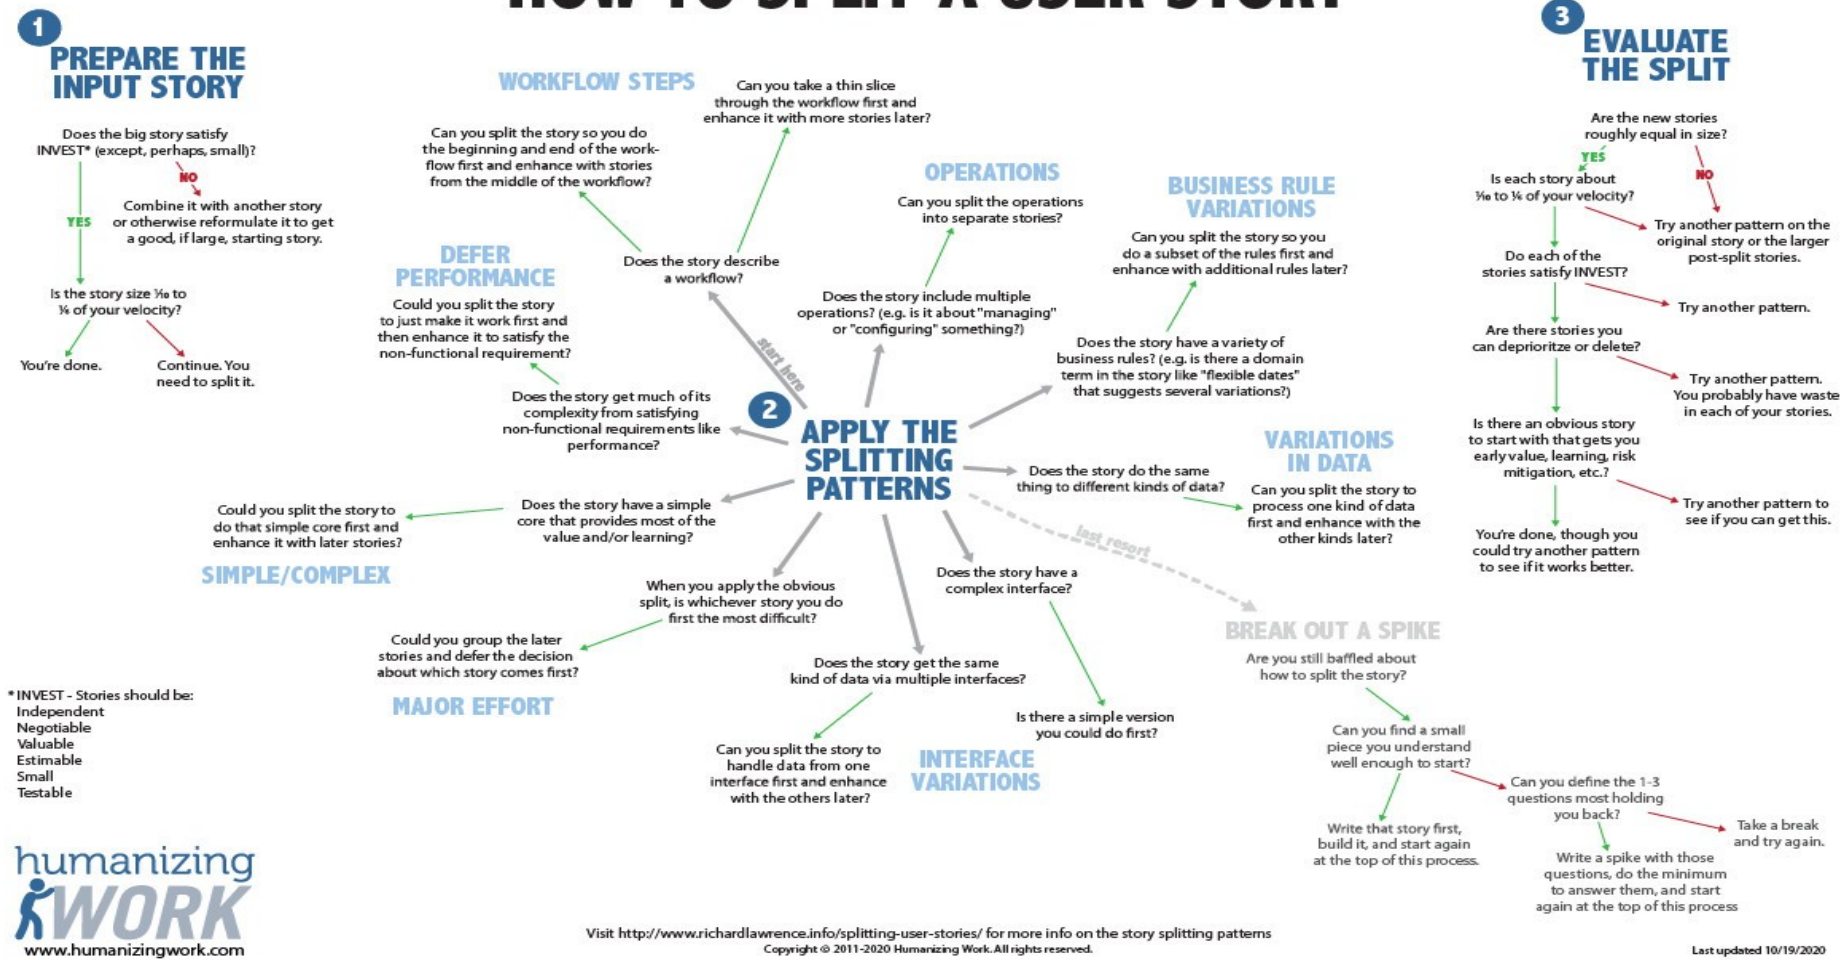 HOW TO SPLIT A USER STORY
1
PREPARE THE
INPUT STORY
Does the big story satisfy
INVEST* (except, perhaps, small)?
NO
YES
Combine it with another story
or otherwise reformulate it to get
a good, if large, starting story.
Is the story size 1/10 to
1/6 of your velocity?
You're done.
Continue. You
need to split it.
2
APPLY THE
SPLITTING
PATTERNS
start here
WORKFLOW STEPS
Does the story describe
a workflow?
Can you split the story so you do
the beginning and end of the work-
flow first and enhance with stories
from the middle of the workflow?
Can you take a thin slice
through the workflow first and
enhance it with more stories later?
OPERATIONS
Can you split the operations
into separate stories?
Does the story include multiple
operations? (e.g. is it about "managing"
or "configuring" something?)
BUSINESS RULE
VARIATIONS
Can you split the story so you
do a subset of the rules first and
enhance with additional rules later?
Does the story have a variety of
business rules? (e.g. is there a domain
term in the story like "flexible dates"
that suggests several variations?)
VARIATIONS
IN DATA
Does the story do the same
thing to different kinds of data?
Can you split the story to
process one kind of data
first and enhance with the
other kinds later?
INTERFACE
VARIATIONS
Does the story have a
complex interface?
Is there a simple version
you could do first?
Does the story get the same
kind of data via multiple interfaces?
Can you split the story to
handle data from one
interface first and enhance
with the others later?
MAJOR EFFORT
When you apply the obvious
split, is whichever story you do
first the most difficult?
Could you group the later
stories and defer the decision
about which story comes first?
SIMPLE/COMPLEX
Does the story have a simple
core that provides most of the
value and/or learning?
Could you split the story to
do that simple core first and
enhance it with later stories?
DEFER
PERFORMANCE
Could you split the story
to just make it work first and
then enhance it to satisfy the
non-functional requirement?
Does the story get much of its
complexity from satisfying
non-functional requirements like
performance?
last resort
BREAK OUT A SPIKE
Are you still baffled about
how to split the story?
Can you find a small
piece you understand
well enough to start?
Write that story first,
build it, and start again
at the top of this process.
Can you define the 1-3
questions most holding
you back?
Take a break
and try again.
Write a spike with those
questions, do the minimum
to answer them, and start
again at the top of this process
3
EVALUATE
THE SPLIT
Are the new stories
roughly equal in size?
YES
NO
Is each story about
1/10 to 1/6 of your velocity?
Try another pattern on the
original story or the larger
post-split stories.
Do each of the
stories satisfy INVEST?
Try another pattern.
Are there stories you
can deprioritze or delete?
Try another pattern.
You probably have waste
in each of your stories.
Is there an obvious story
to start with that gets you
early value, learning, risk
mitigation, etc.?
Try another pattern to
see if you can get this.
You're done, though you
could try another pattern
to see if it works better.
*INVEST - Stories should be:
Independent
Negotiable
Valuable
Estimable
Small
Testable
humanizing
WORK
www.humanizingwork.com
Visit http://www.richardlawrence.info/splitting-user-stories/ for more info on the story splitting patterns
Copyright © 2011-2020 Humanizing Work. All rights reserved.
Last updated 10/19/2020